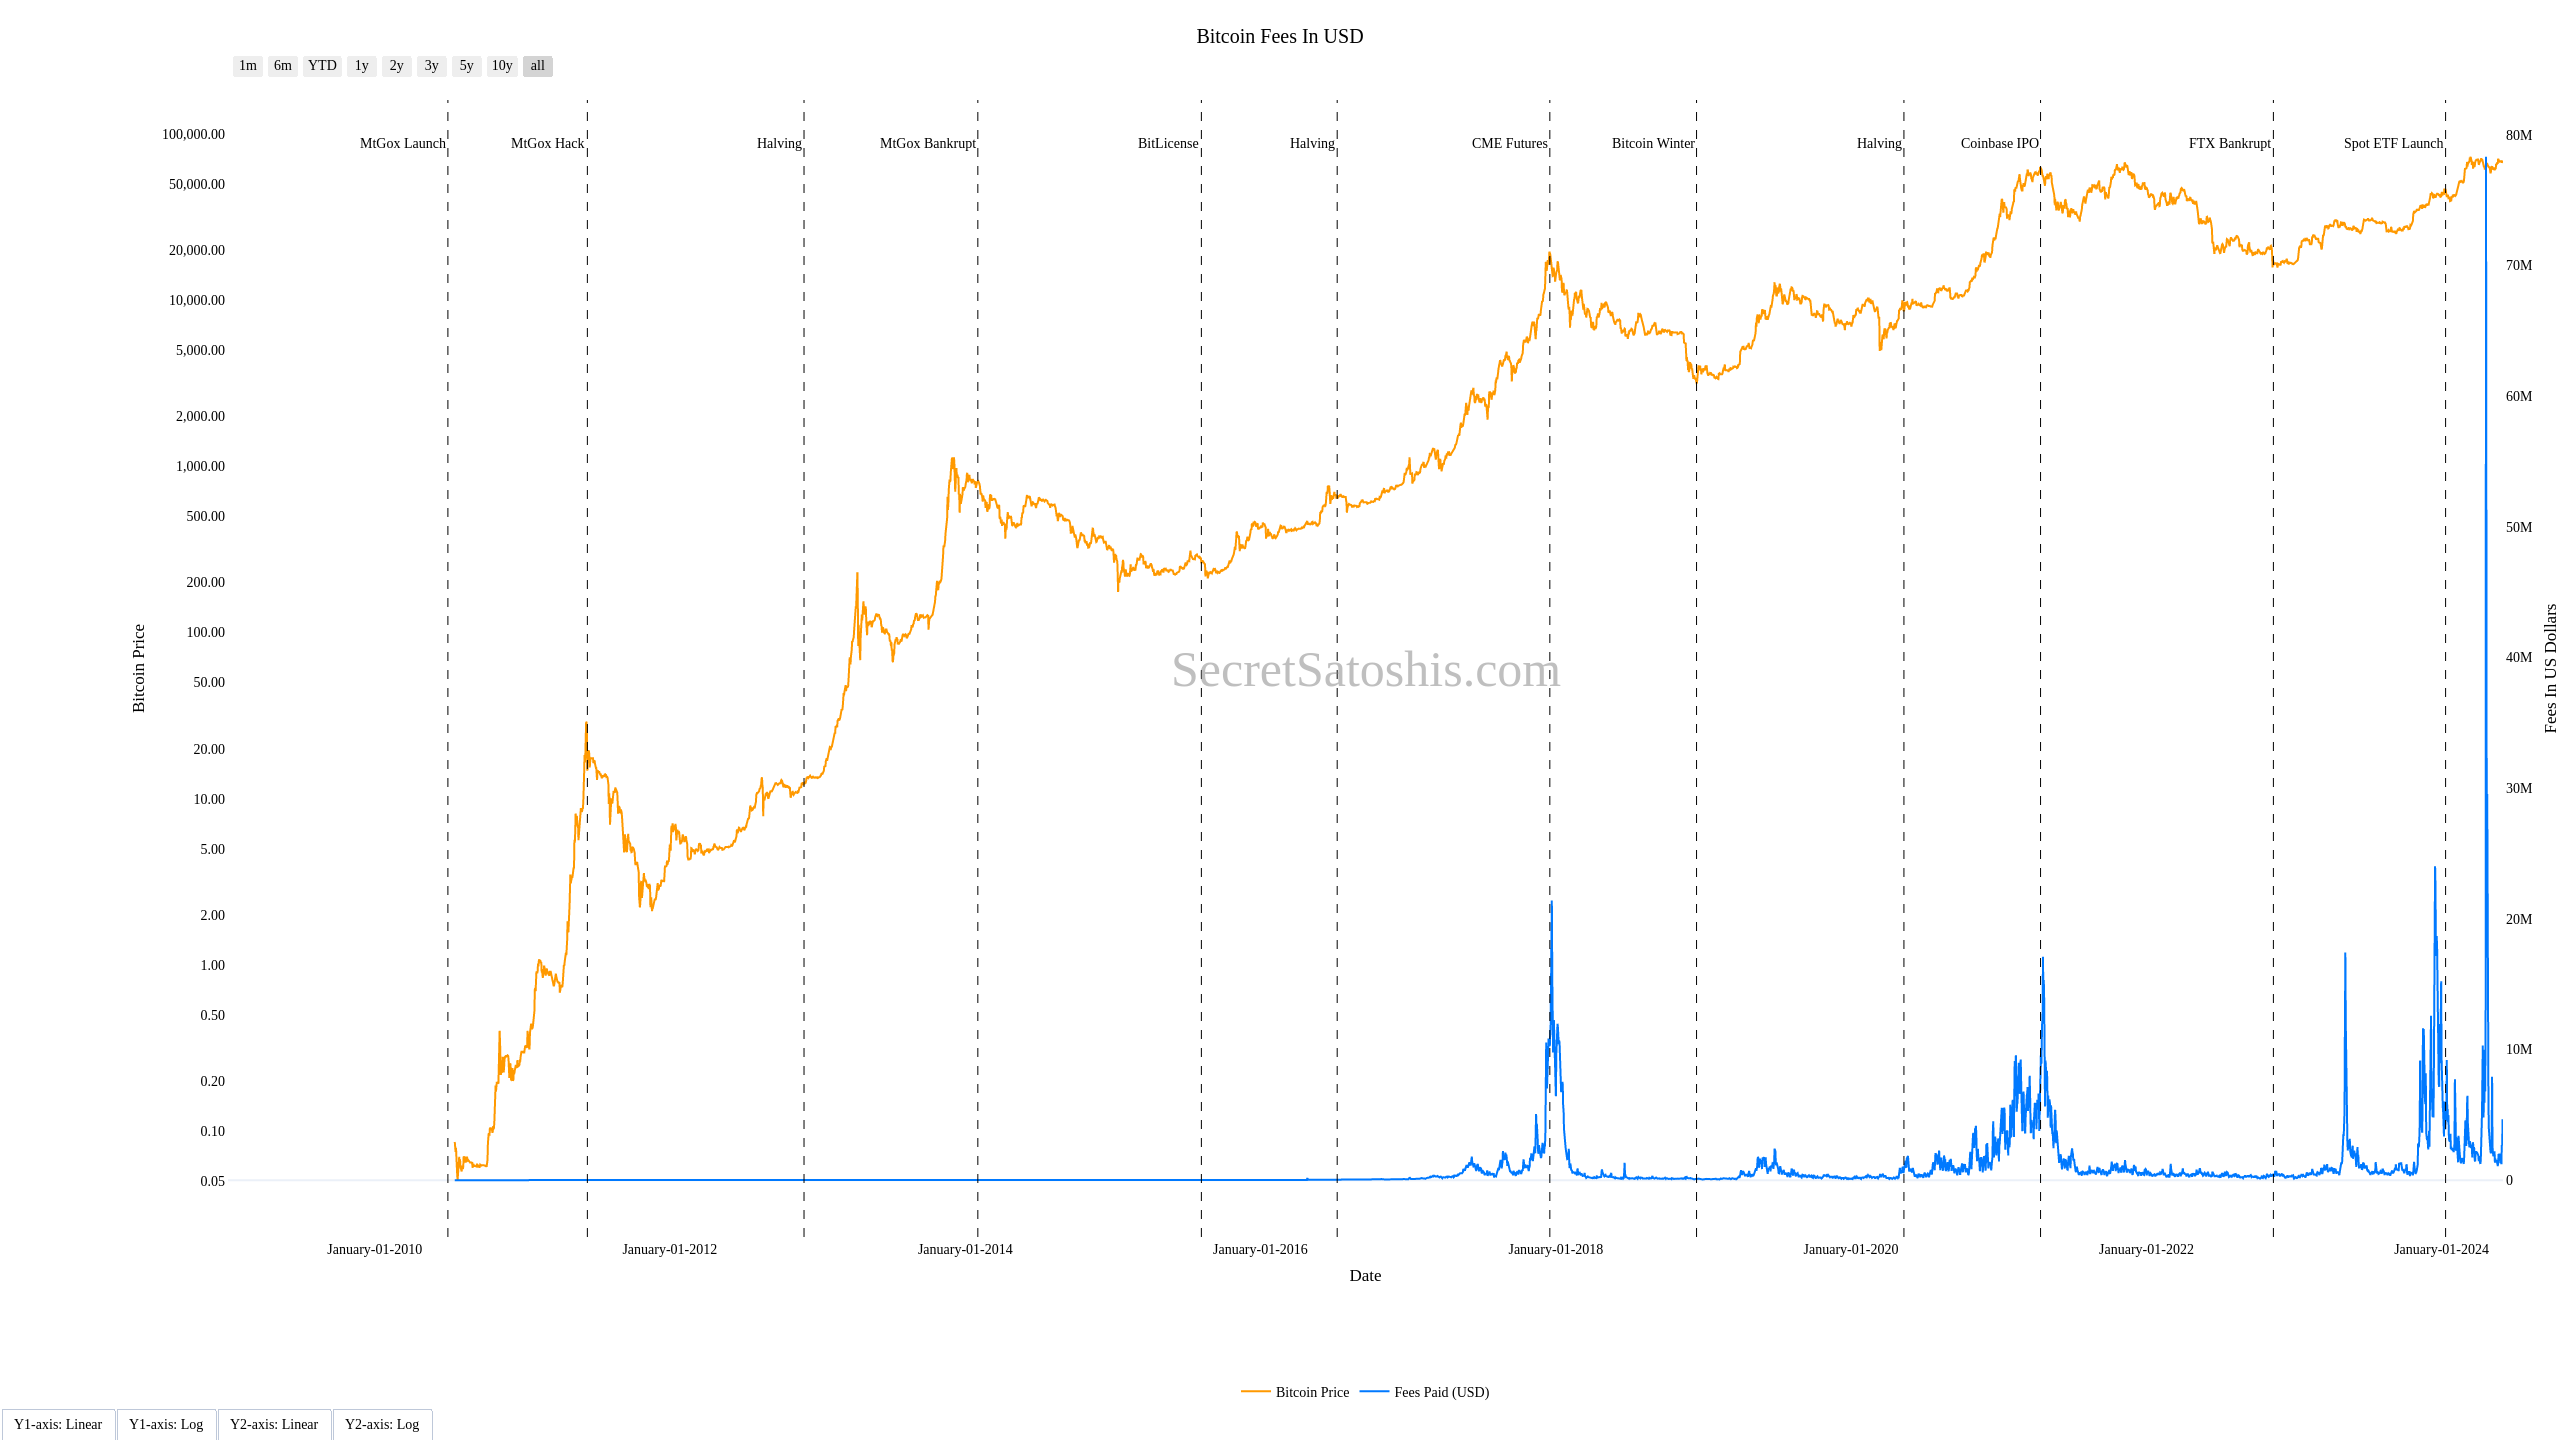 Bitcoin Fees In USD
1m 6m YTD 1y 2y 3y 5y 10y all
MtGox Launch MtGox Hack Halving MtGox Bankrupt BitLicense Halving CME Futures Bitcoin Winter Halving Coinbase IPO FTX Bankrupt Spot ETF Launch
100,000.00
50,000.00
20,000.00
10,000.00
5,000.00
2,000.00
1,000.00
500.00
200.00
100.00
50.00
20.00
10.00
5.00
2.00
1.00
0.50
0.20
0.10
0.05
Bitcoin Price
SecretSatoshis.com
80M
70M
60M
50M
40M
30M
20M
10M
0
Fees In US Dollars
January-01-2010 January-01-2012 January-01-2014 January-01-2016 January-01-2018 January-01-2020 January-01-2022 January-01-2024
Date
Bitcoin Price Fees Paid (USD)
Y1-axis: Linear Y1-axis: Log Y2-axis: Linear Y2-axis: Log